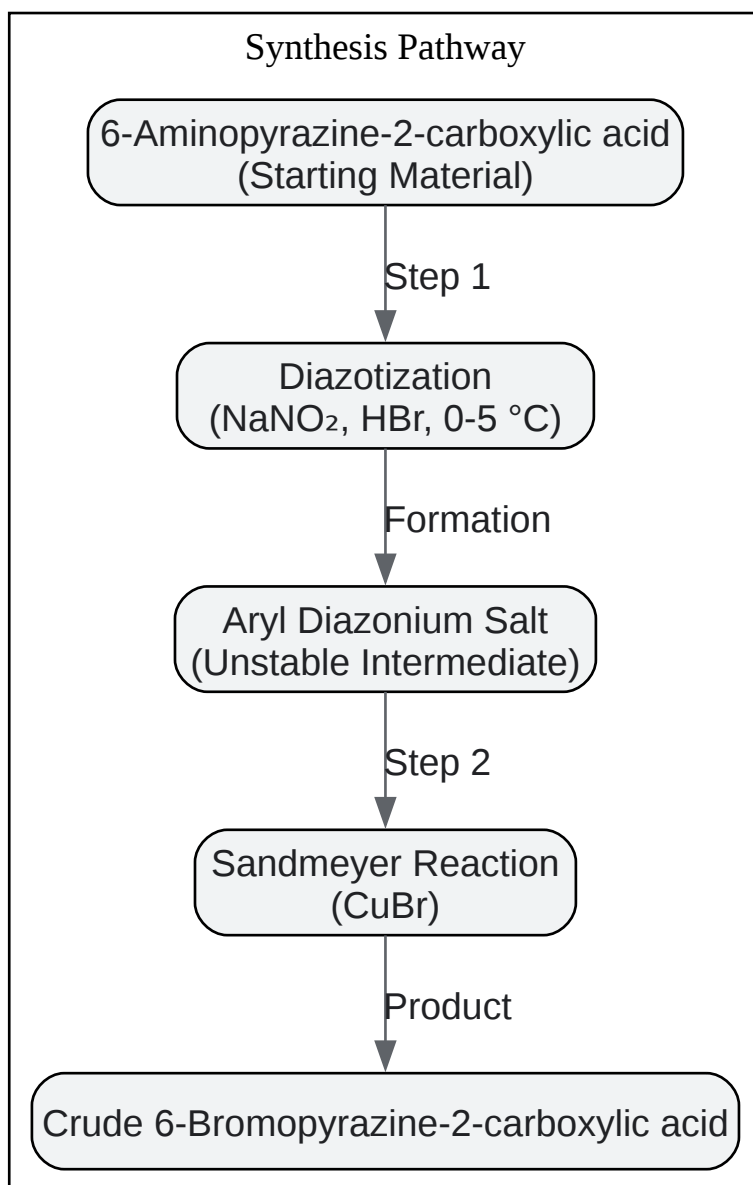 Synthesis Pathway
6-Aminopyrazine-2-carboxylic acid
(Starting Material)
Step 1
Diazotization
(NaNO₂, HBr, 0-5 °C)
Formation
Aryl Diazonium Salt
(Unstable Intermediate)
Step 2
Sandmeyer Reaction
(CuBr)
Product
Crude 6-Bromopyrazine-2-carboxylic acid